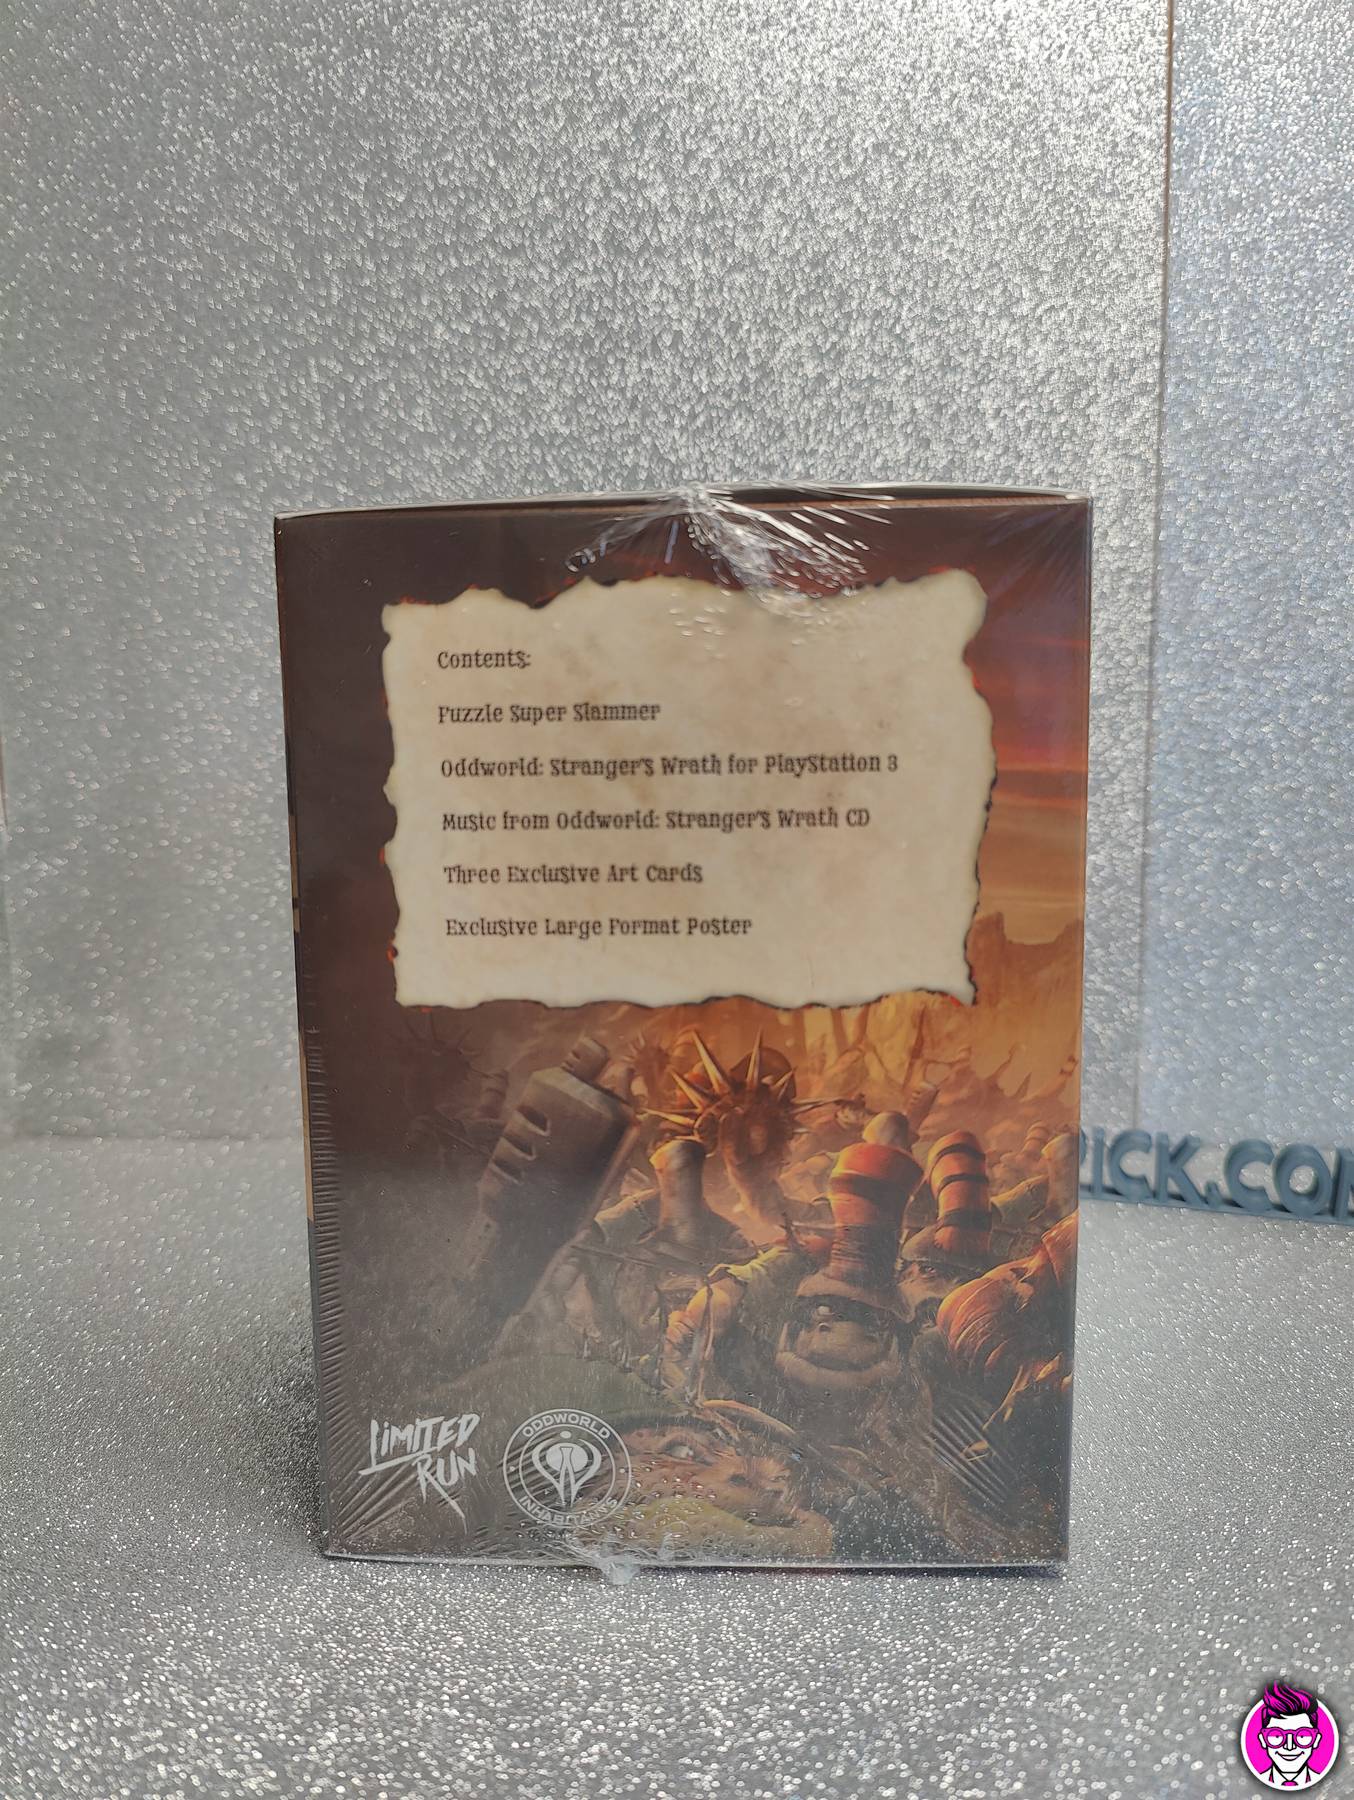 Contents:
Puzzle Super Slammer
Oddworld: Stranger's Wrath for PlayStation 3
Music from Oddworld: Stranger's Wrath CD
Three Exclusive Art Cards
Exclusive Large Format Poster
RICK.COM
LIMITED
RUN
ODDWORLD
INHABITANTS